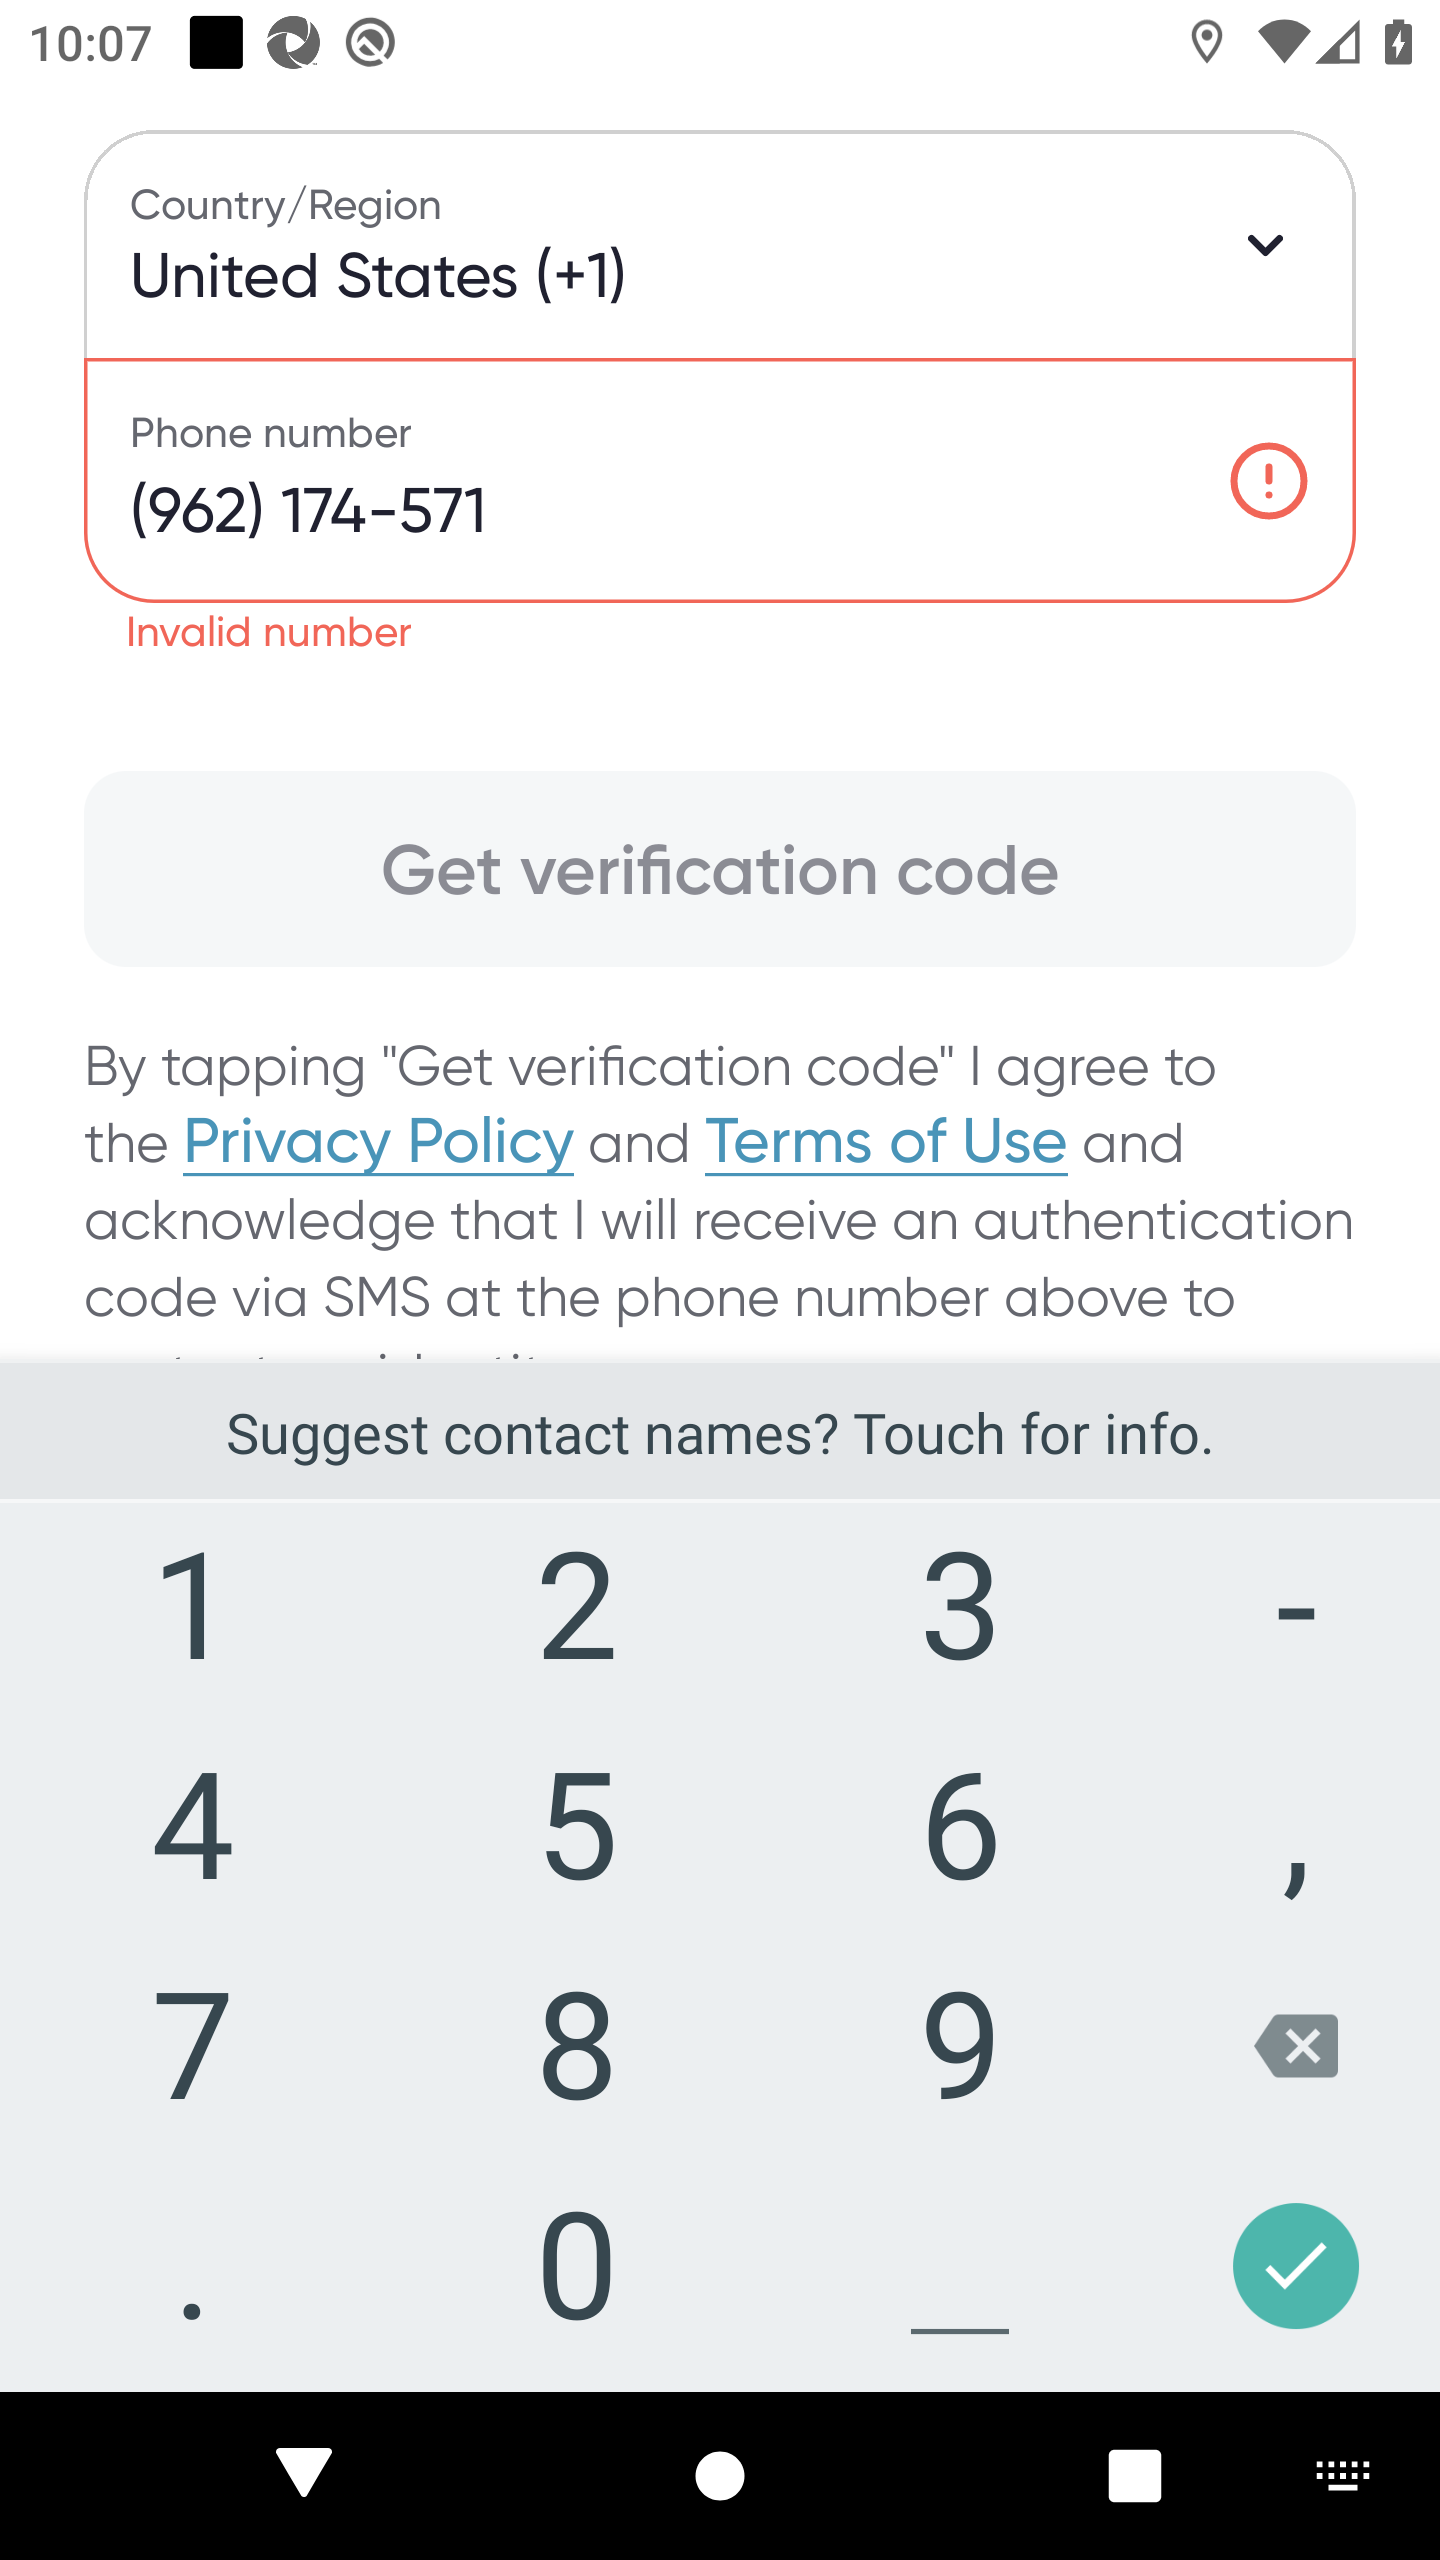 10:07
Country/Region
United States (+1)
Phone number
(962) 174-571
Invalid number
Get verification code
By tapping "Get verification code" I agree to
the Privacy Policy and Terms of Use and
acknowledge that I will receive an authentication
code via SMS at the phone number above to
Suggest contact names? Touch for info.
1 2 3 -
4 5 6 ,
7 8 9
. 0